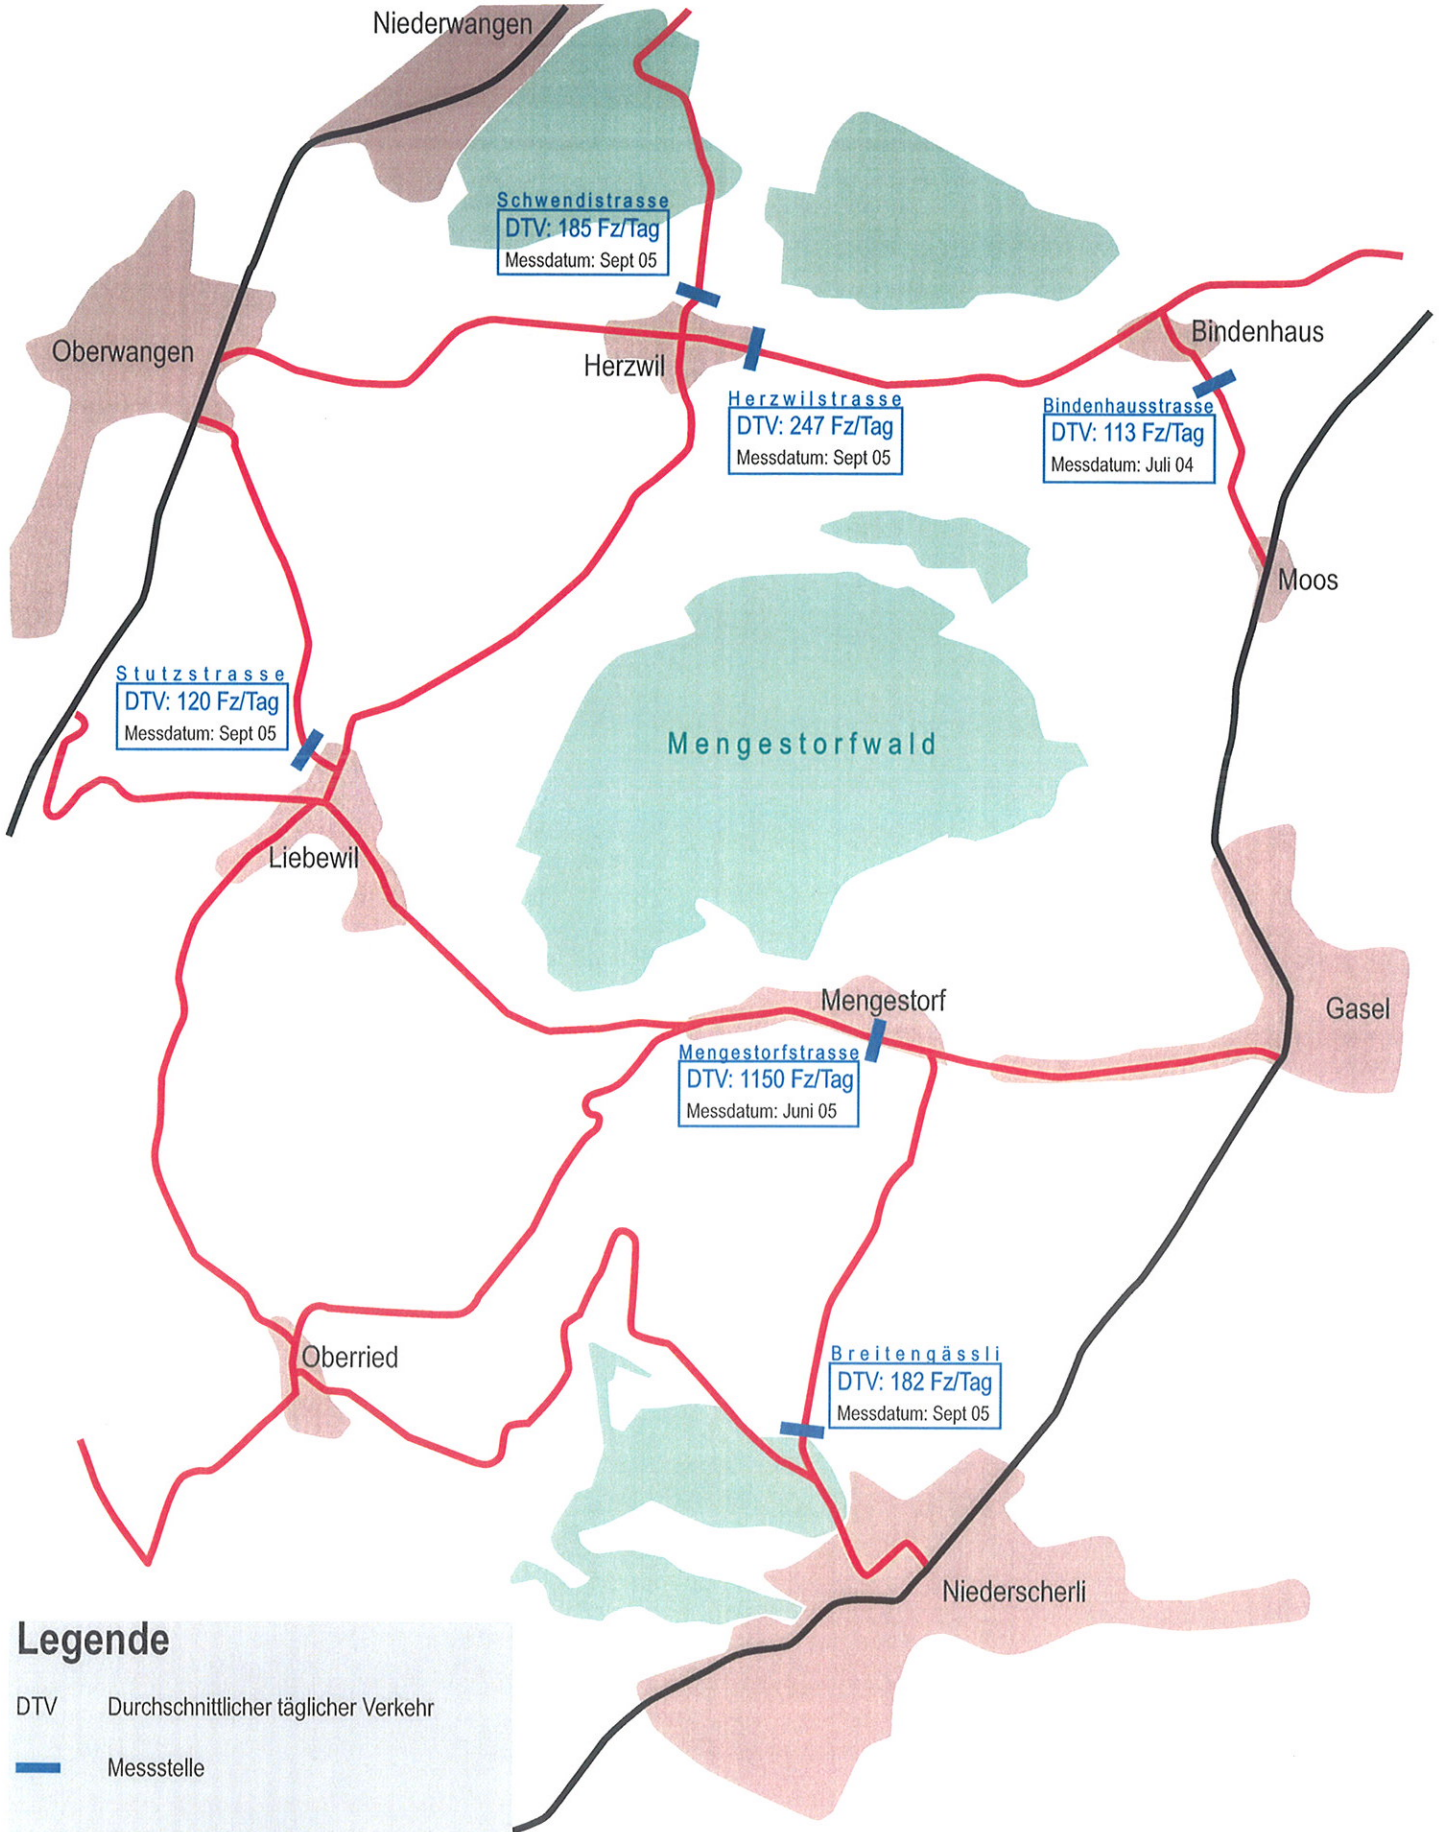 Niederwangen
Schwendistrasse
DTV: 185 Fz/Tag
Messdatum: Sept 05
Oberwangen
Herzwil
Bindenhaus
Herzwilstrasse
DTV: 247 Fz/Tag
Messdatum: Sept 05
Bindenhausstrasse
DTV: 113 Fz/Tag
Messdatum: Juli 04
Moos
Stutzstrasse
DTV: 120 Fz/Tag
Messdatum: Sept 05
Mengestorfwald
Liebewil
Mengestorf
Gasel
Mengestorfstrasse
DTV: 1150 Fz/Tag
Messdatum: Juni 05
Oberried
Breitengässli
DTV: 182 Fz/Tag
Messdatum: Sept 05
Niederscherli
Legende
DTV Durchschnittlicher täglicher Verkehr
Messstelle